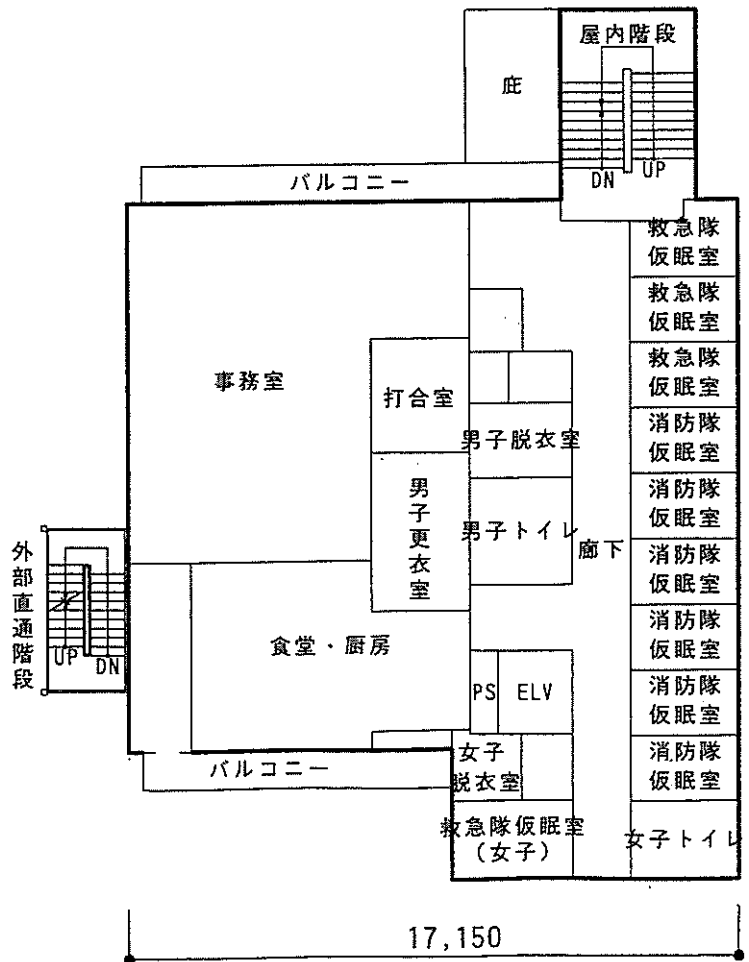 屋内階段
庇
DN
UP
バルコニー
救急隊
仮眠室
救急隊
仮眠室
救急隊
仮眠室
事務室
打合室
男子脱衣室
消防隊
仮眠室
男子更衣室
男子トイレ
消防隊
仮眠室
廊下
消防隊
仮眠室
外部直通階段
UP
DN
食堂・厨房
消防隊
仮眠室
PS
ELV
消防隊
仮眠室
バルコニー
女子
脱衣室
消防隊
仮眠室
救急隊仮眠室
(女子)
女子トイレ
17,150